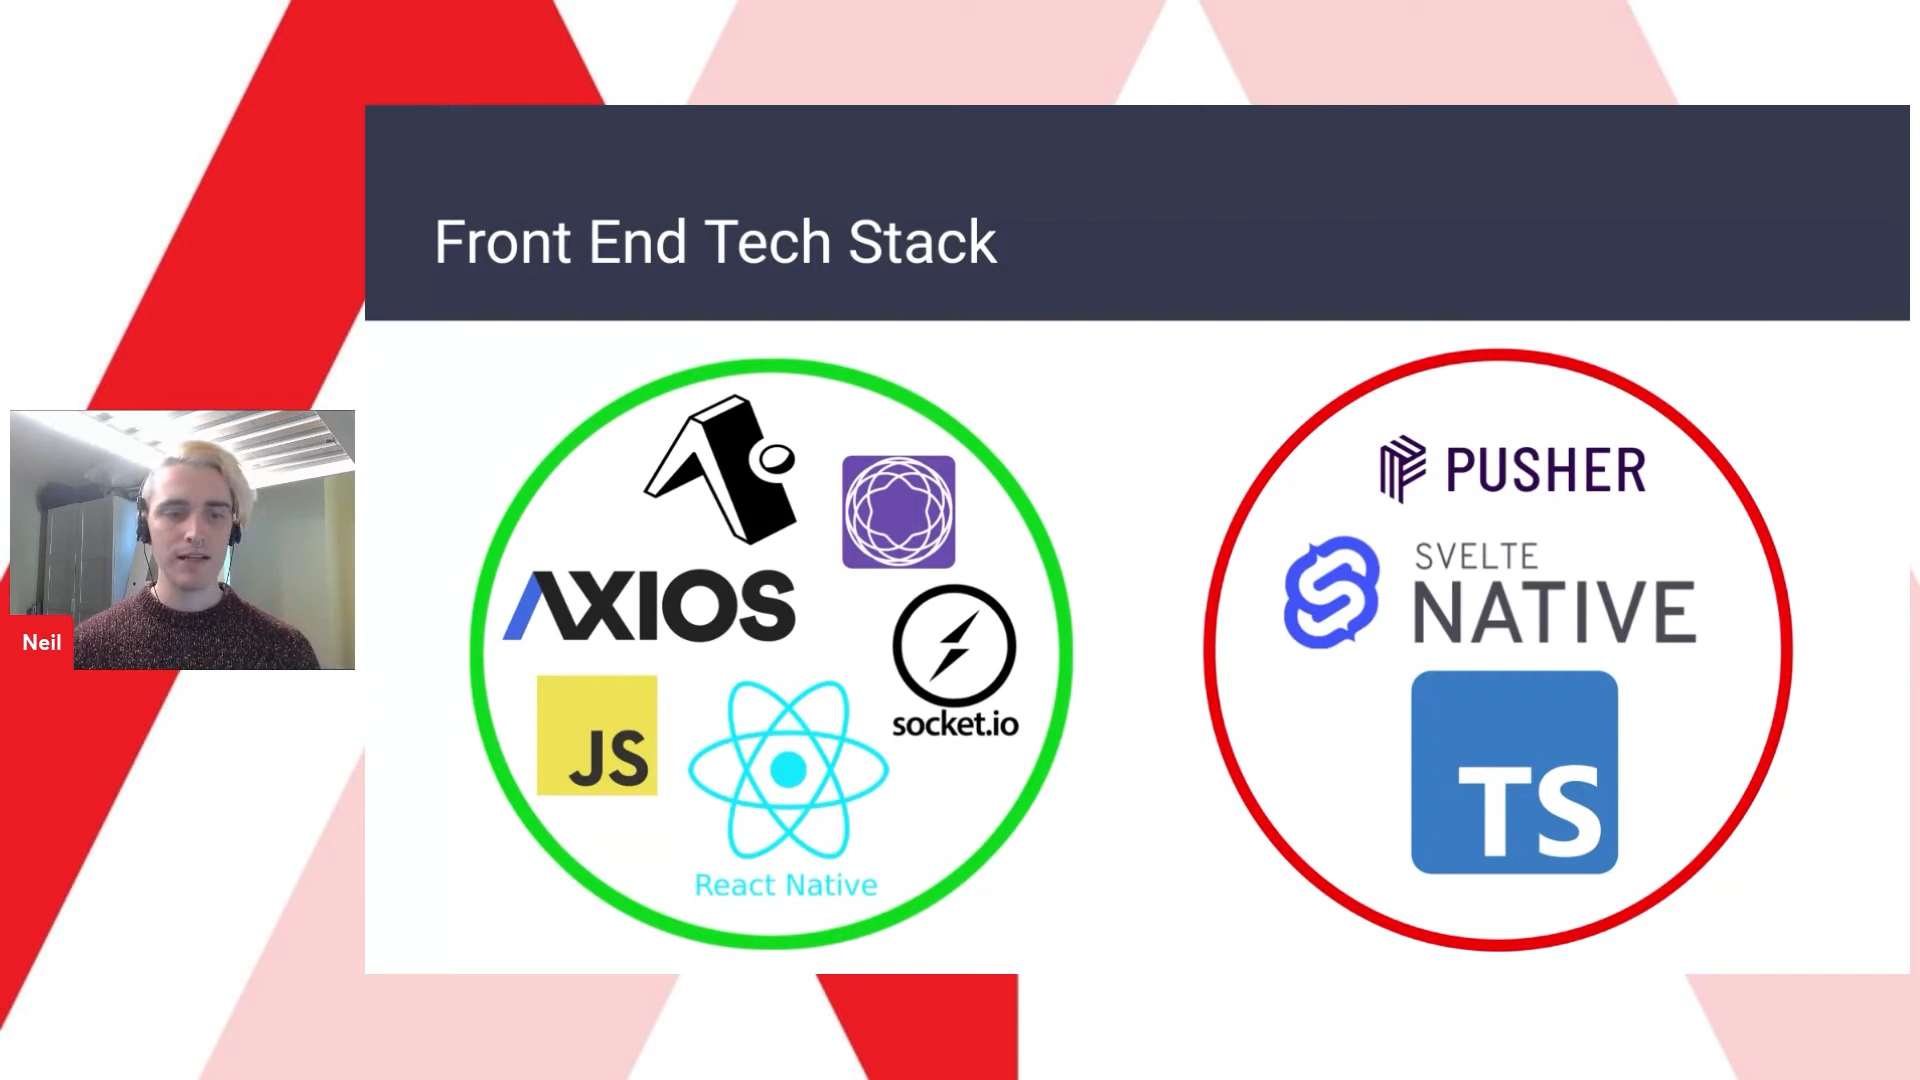 Front End Tech Stack
AXIOS
socket.io
JS
React Native
PUSHER
SVELTE
NATIVE
TS
Neil